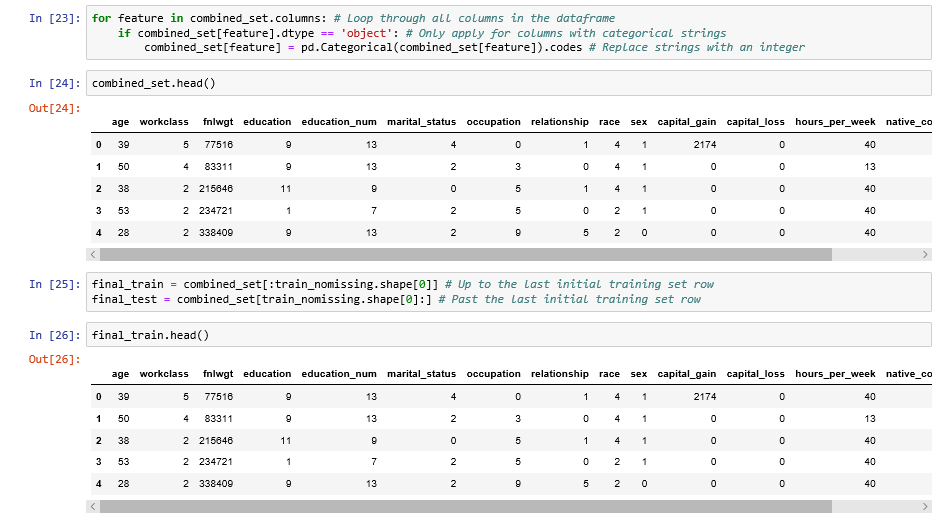 In [23]: for feature in combined_set.columns: # Loop through all columns in the dataframe
if combined_set[feature].dtype == 'object': # Only apply for columns with categorical strings
combined_set[feature] = pd.Categorical(combined_set[feature]).codes # Replace strings with an integer
In [24]: combined_set.head()
Out[24]:
age workclass fnlwgt education education_num marital_status occupation relationship race sex capital_gain capital_loss hours_per_week native_co
0 39 5 77516 9 13 4 0 1 4 1 2174 0 40
1 50 4 83311 9 13 2 3 0 4 1 0 0 13
2 38 2 215646 11 9 0 5 1 4 1 0 0 40
3 53 2 234721 1 7 2 5 0 2 1 0 0 40
4 28 2 338409 9 13 2 9 5 2 0 0 0 40
In [25]: final_train = combined_set[:train_nomissing.shape[0]] # Up to the last initial training set row
final_test = combined_set[train_nomissing.shape[0]:] # Past the last initial training set row
In [26]: final_train.head()
Out[26]:
age workclass fnlwgt education education_num marital_status occupation relationship race sex capital_gain capital_loss hours_per_week native_co
0 39 5 77516 9 13 4 0 1 4 1 2174 0 40
1 50 4 83311 9 13 2 3 0 4 1 0 0 13
2 38 2 215646 11 9 0 5 1 4 1 0 0 40
3 53 2 234721 1 7 2 5 0 2 1 0 0 40
4 28 2 338409 9 13 2 9 5 2 0 0 0 40